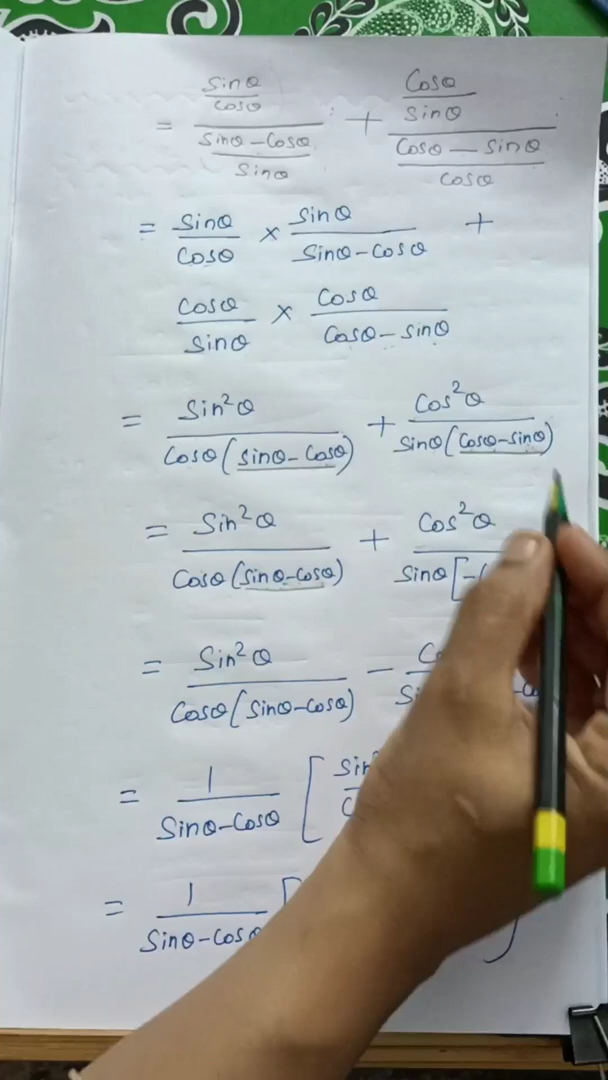 = (sinθ/cosθ)/((sinθ-cosθ)/sinθ) + (cosθ/sinθ)/((cosθ-sinθ)/cosθ)
= sinθ/cosθ × sinθ/(sinθ-cosθ) +
cosθ/sinθ × cosθ/(cosθ-sinθ)
= sin²θ/(cosθ(sinθ-cosθ)) + cos²θ/(sinθ(cosθ-sinθ))
= sin²θ/(cosθ(sinθ-cosθ)) + cos²θ/(sinθ[-(
= sin²θ/(cosθ(sinθ-cosθ)) -
= 1/(sinθ-cosθ) [
= 1/(sinθ-cosθ) [